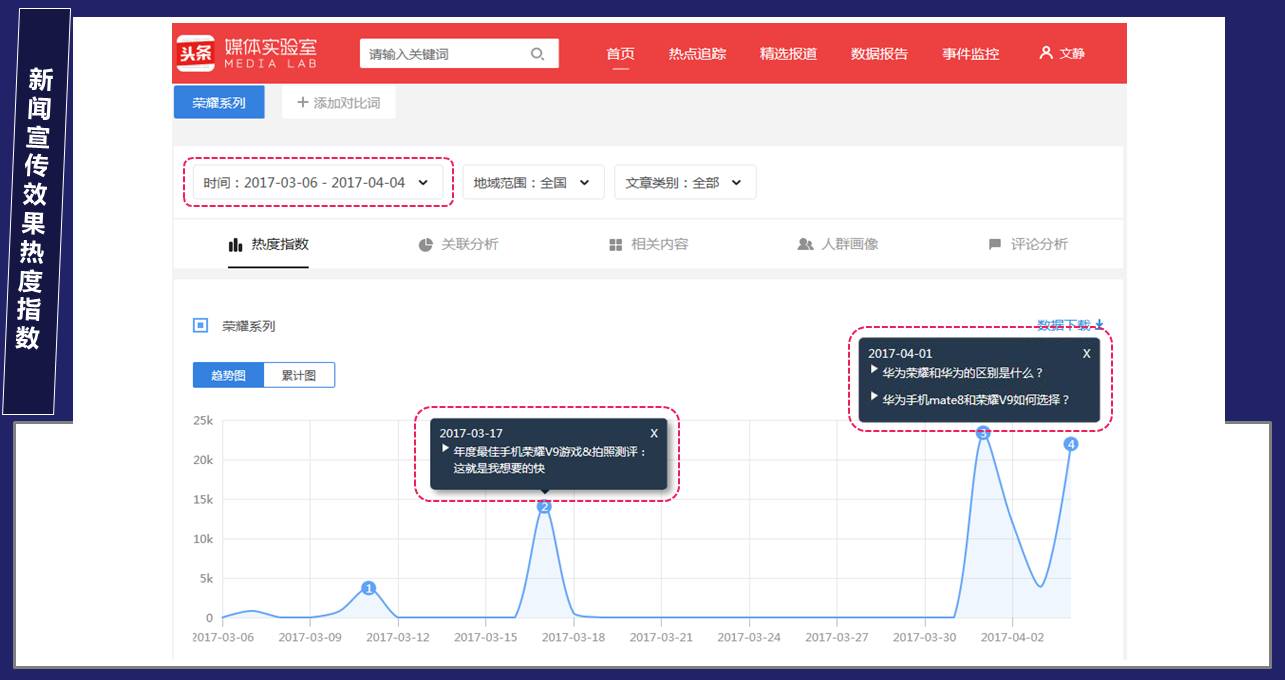 新闻宣传效果热度指数
头条
媒体实验室
MEDIA LAB
请输入关键词
首页
热点追踪
精选报道
数据报告
事件监控
文静
荣耀系列
添加对比词
时间：2017-03-06 - 2017-04-04
地域范围：全国
文章类别：全部
热度指数
关联分析
相关内容
人群画像
评论分析
荣耀系列
数据下载
趋势图
累计图
2017-04-01 X
华为荣耀和华为的区别是什么？
华为手机mate8和荣耀V9如何选择？
2017-03-17 X
年度最佳手机荣耀V9游戏&拍照测评：
这就是我想要的快
25k
20k
15k
10k
5k
0
1
2
3
4
2017-03-06
2017-03-09
2017-03-12
2017-03-15
2017-03-18
2017-03-21
2017-03-24
2017-03-27
2017-03-30
2017-04-02